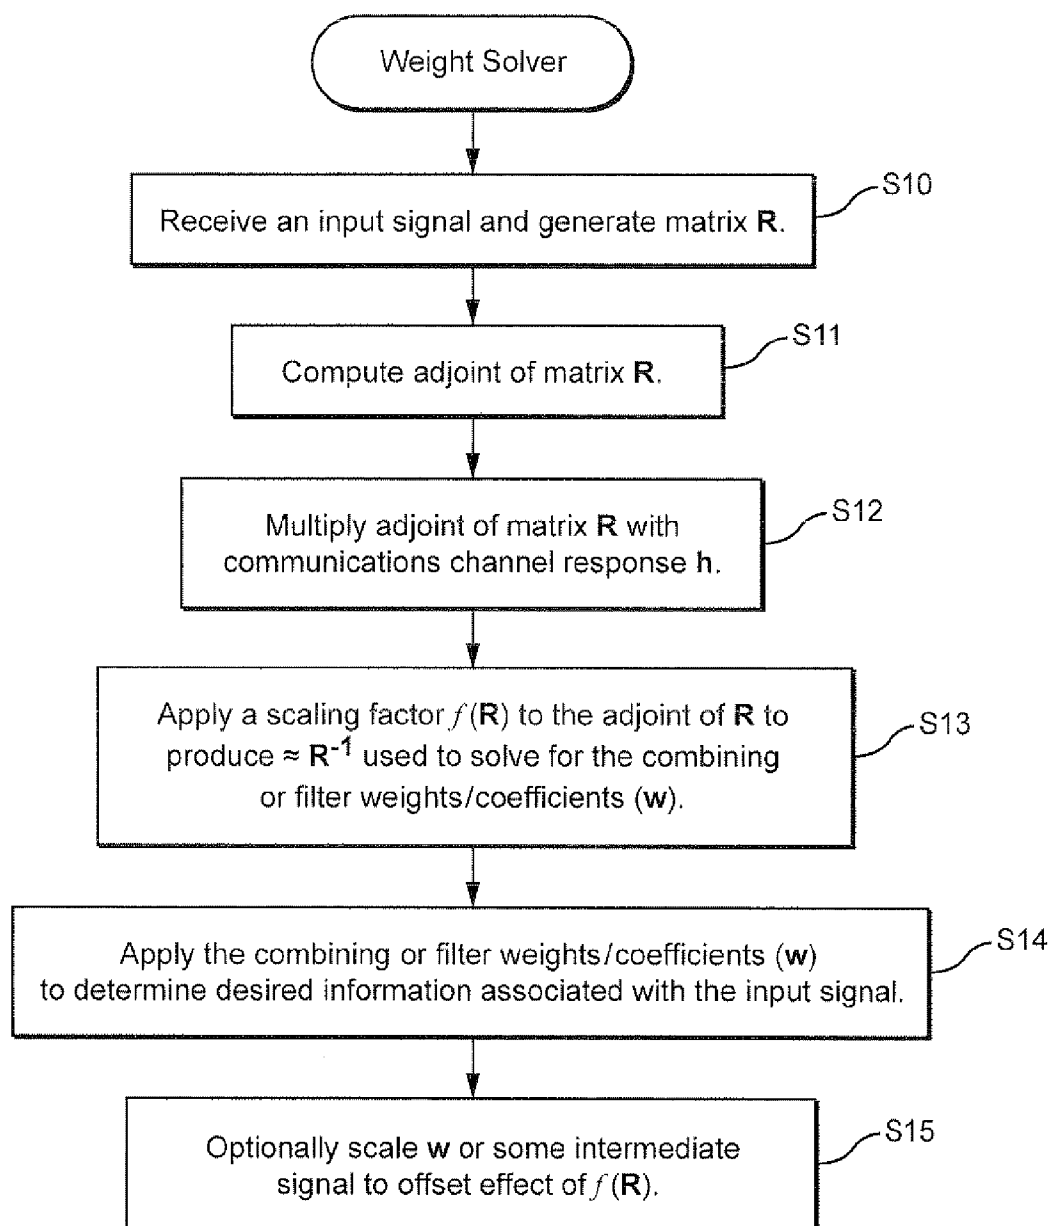 Weight Solver
S10
Receive an input signal and generate matrix R.
S11
Compute adjoint of matrix R.
S12
Multiply adjoint of matrix R with
communications channel response h.
S13
Apply a scaling factor f(R) to the adjoint of R to
produce ≈ R⁻¹ used to solve for the combining
or filter weights/coefficients (w).
S14
Apply the combining or filter weights/coefficients (w)
to determine desired information associated with the input signal.
S15
Optionally scale w or some intermediate
signal to offset effect of f(R).